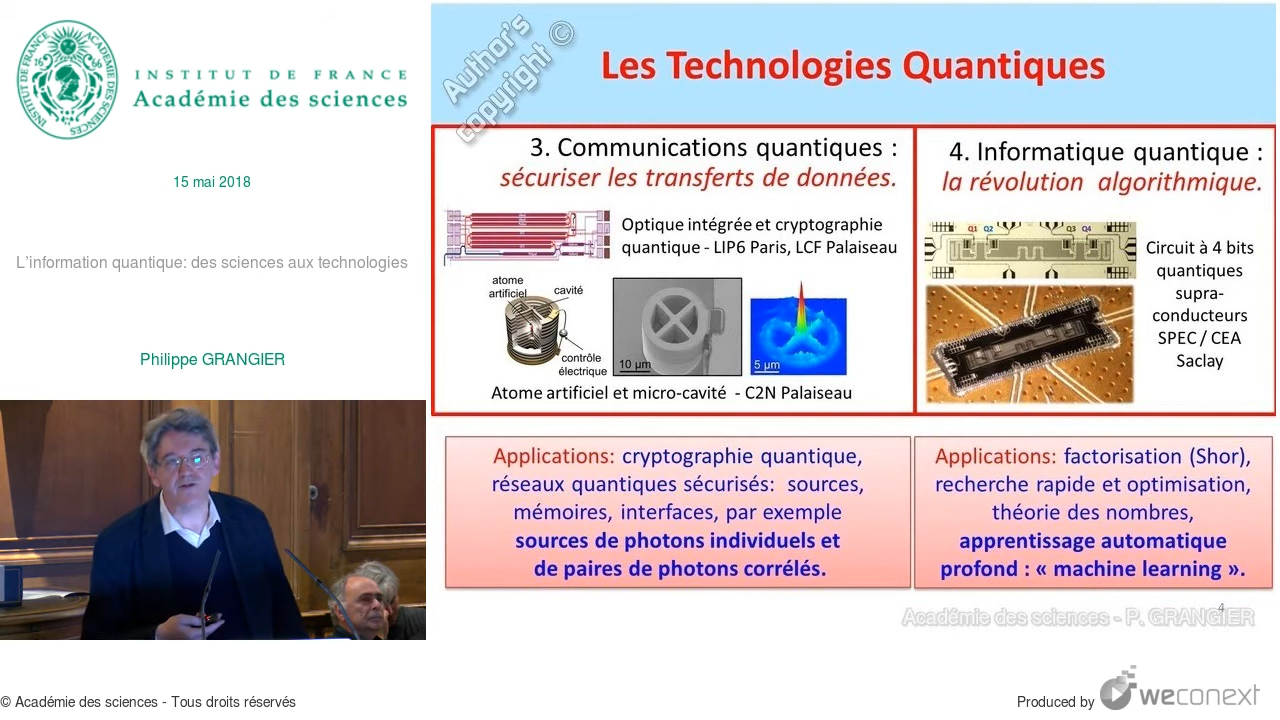 INSTITUT DE FRANCE
Académie des sciences
15 mai 2018
L'information quantique: des sciences aux technologies
Philippe GRANGIER
Author's
copyright ©
Les Technologies Quantiques
3. Communications quantiques :
sécuriser les transferts de données.
Optique intégrée et cryptographie
quantique - LIP6 Paris, LCF Palaiseau
atome
artificiel
cavité
contrôle
électrique
10 µm
5 µm
Atome artificiel et micro-cavité - C2N Palaiseau
4. Informatique quantique :
la révolution algorithmique.
Q1 Q2 Q3 Q4
Circuit à 4 bits
quantiques
supra-
conducteurs
SPEC / CEA
Saclay
Applications: cryptographie quantique,
réseaux quantiques sécurisés: sources,
mémoires, interfaces, par exemple
sources de photons individuels et
de paires de photons corrélés.
Applications: factorisation (Shor),
recherche rapide et optimisation,
théorie des nombres,
apprentissage automatique
profond : « machine learning ».
4
Académie des sciences - P. GRANGIER
© Académie des sciences - Tous droits réservés
Produced by weconext